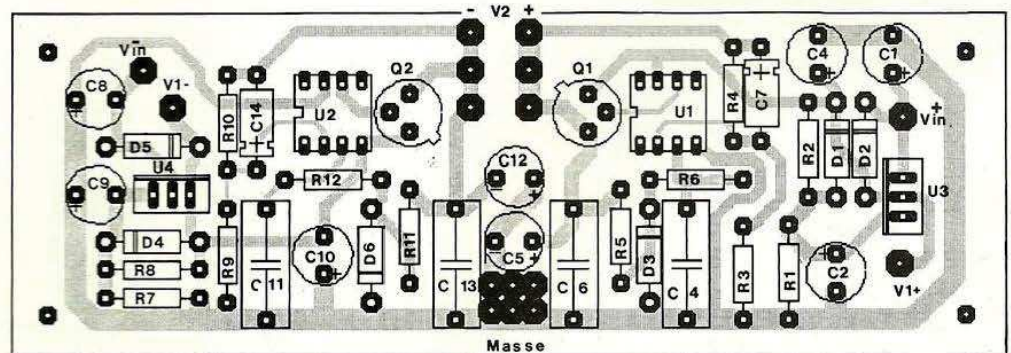 - V2 +
Vin-
V1-
C8
D5
U4
C9
D4
R8
R7
R10
C14
U2
Q2
R12
R9
C 11
C10
D6
R11
C 13
C12
C5
Q1
U1
R4
C7
C4
C1
Vin+
R2
D1
D2
U3
R6
C 6
R5
D3
C 4
R3
R1
C2
V1+
Masse